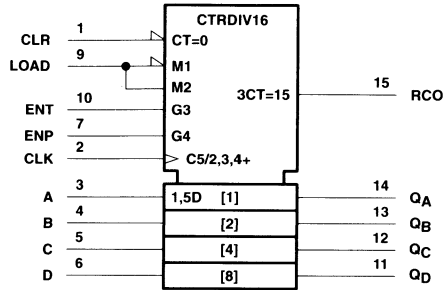 CTRDIV16
CLR 1 CT=0
LOAD 9 M1
M2
3CT=15 15 RCO
ENT 10 G3
ENP 7 G4
CLK 2 C5/2,3,4+
A 3 1,5D [1] 14 QA
B 4 [2] 13 QB
C 5 [4] 12 QC
D 6 [8] 11 QD